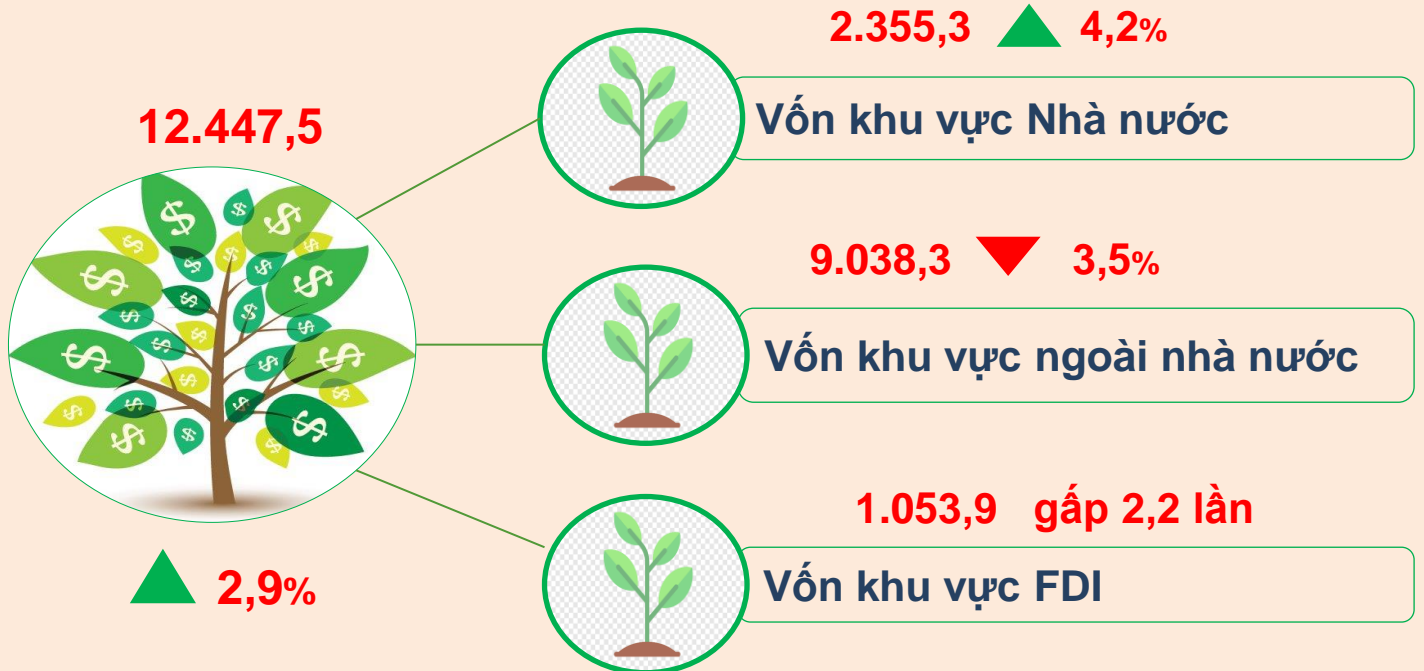 12.447,5
2,9%
2.355,3 4,2%
Vốn khu vực Nhà nước
9.038,3 3,5%
Vốn khu vực ngoài nhà nước
1.053,9 gấp 2,2 lần
Vốn khu vực FDI